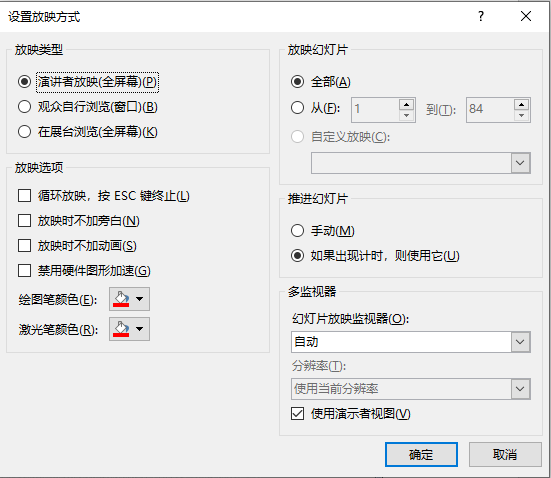 设置放映方式
放映类型
演讲者放映(全屏幕)(P)
观众自行浏览(窗口)(B)
在展台浏览(全屏幕)(K)
放映选项
循环放映，按 ESC 键终止(L)
放映时不加旁白(N)
放映时不加动画(S)
禁用硬件图形加速(G)
绘图笔颜色(E):
激光笔颜色(R):
放映幻灯片
全部(A)
从(F): 1 到(T): 84
自定义放映(C):
推进幻灯片
手动(M)
如果出现计时，则使用它(U)
多监视器
幻灯片放映监视器(O):
自动
分辨率(T):
使用当前分辨率
使用演示者视图(V)
确定 取消